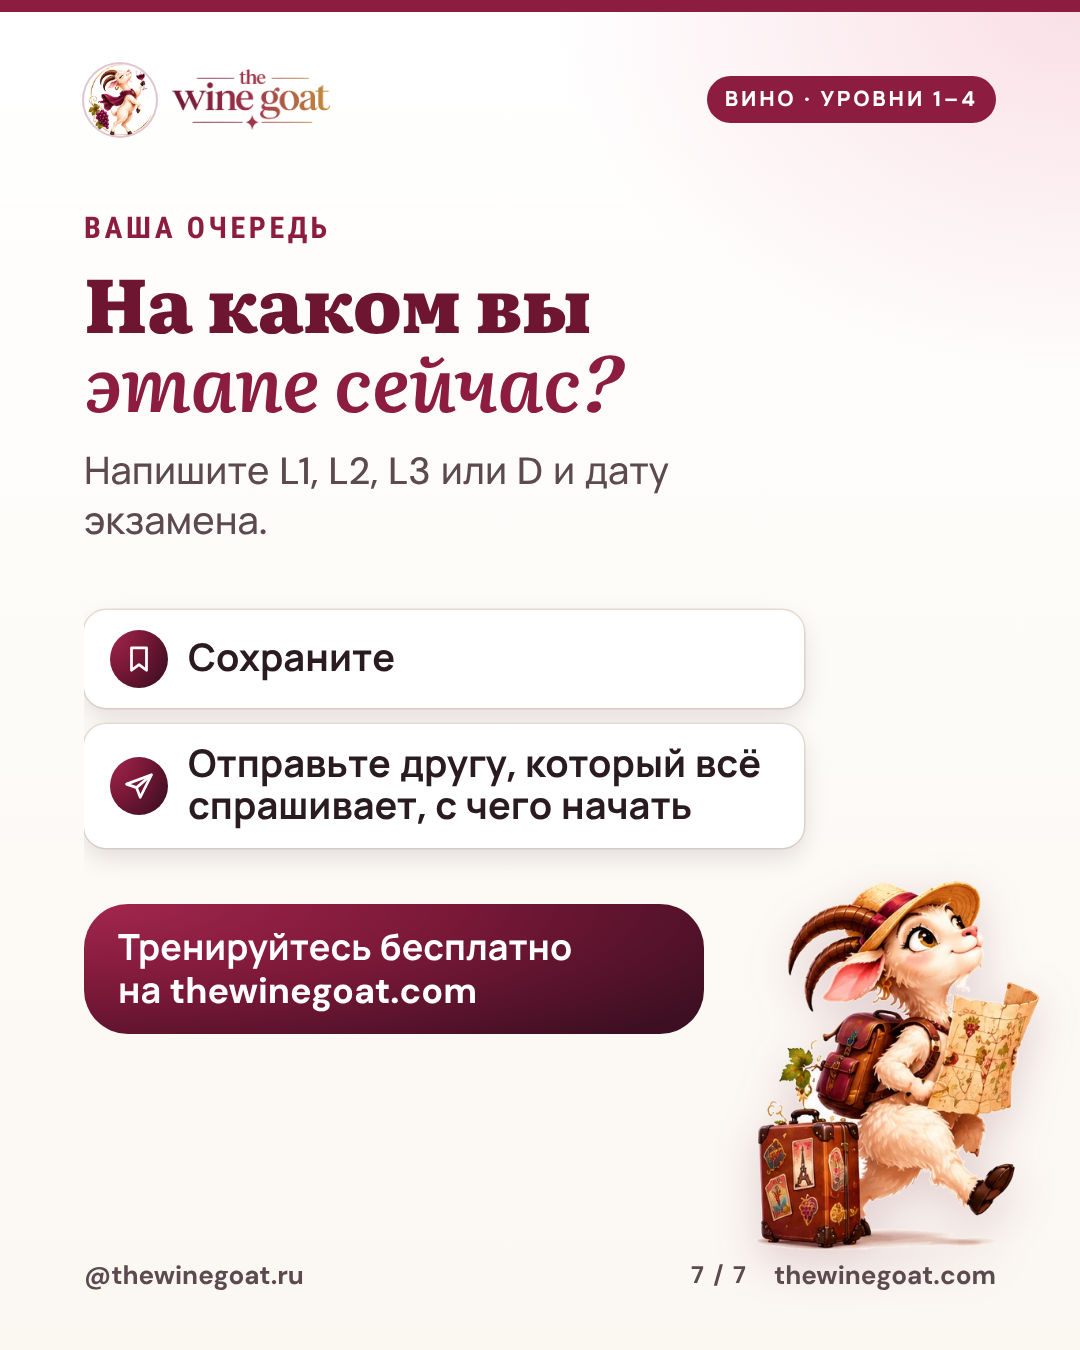 the
wine goat
ВИНО · УРОВНИ 1–4
ВАША ОЧЕРЕДЬ
На каком вы
этапе сейчас?
Напишите L1, L2, L3 или D и дату
экзамена.
Сохраните
Отправьте другу, который всё
спрашивает, с чего начать
Тренируйтесь бесплатно
на thewinegoat.com
@thewinegoat.ru
7 / 7
thewinegoat.com